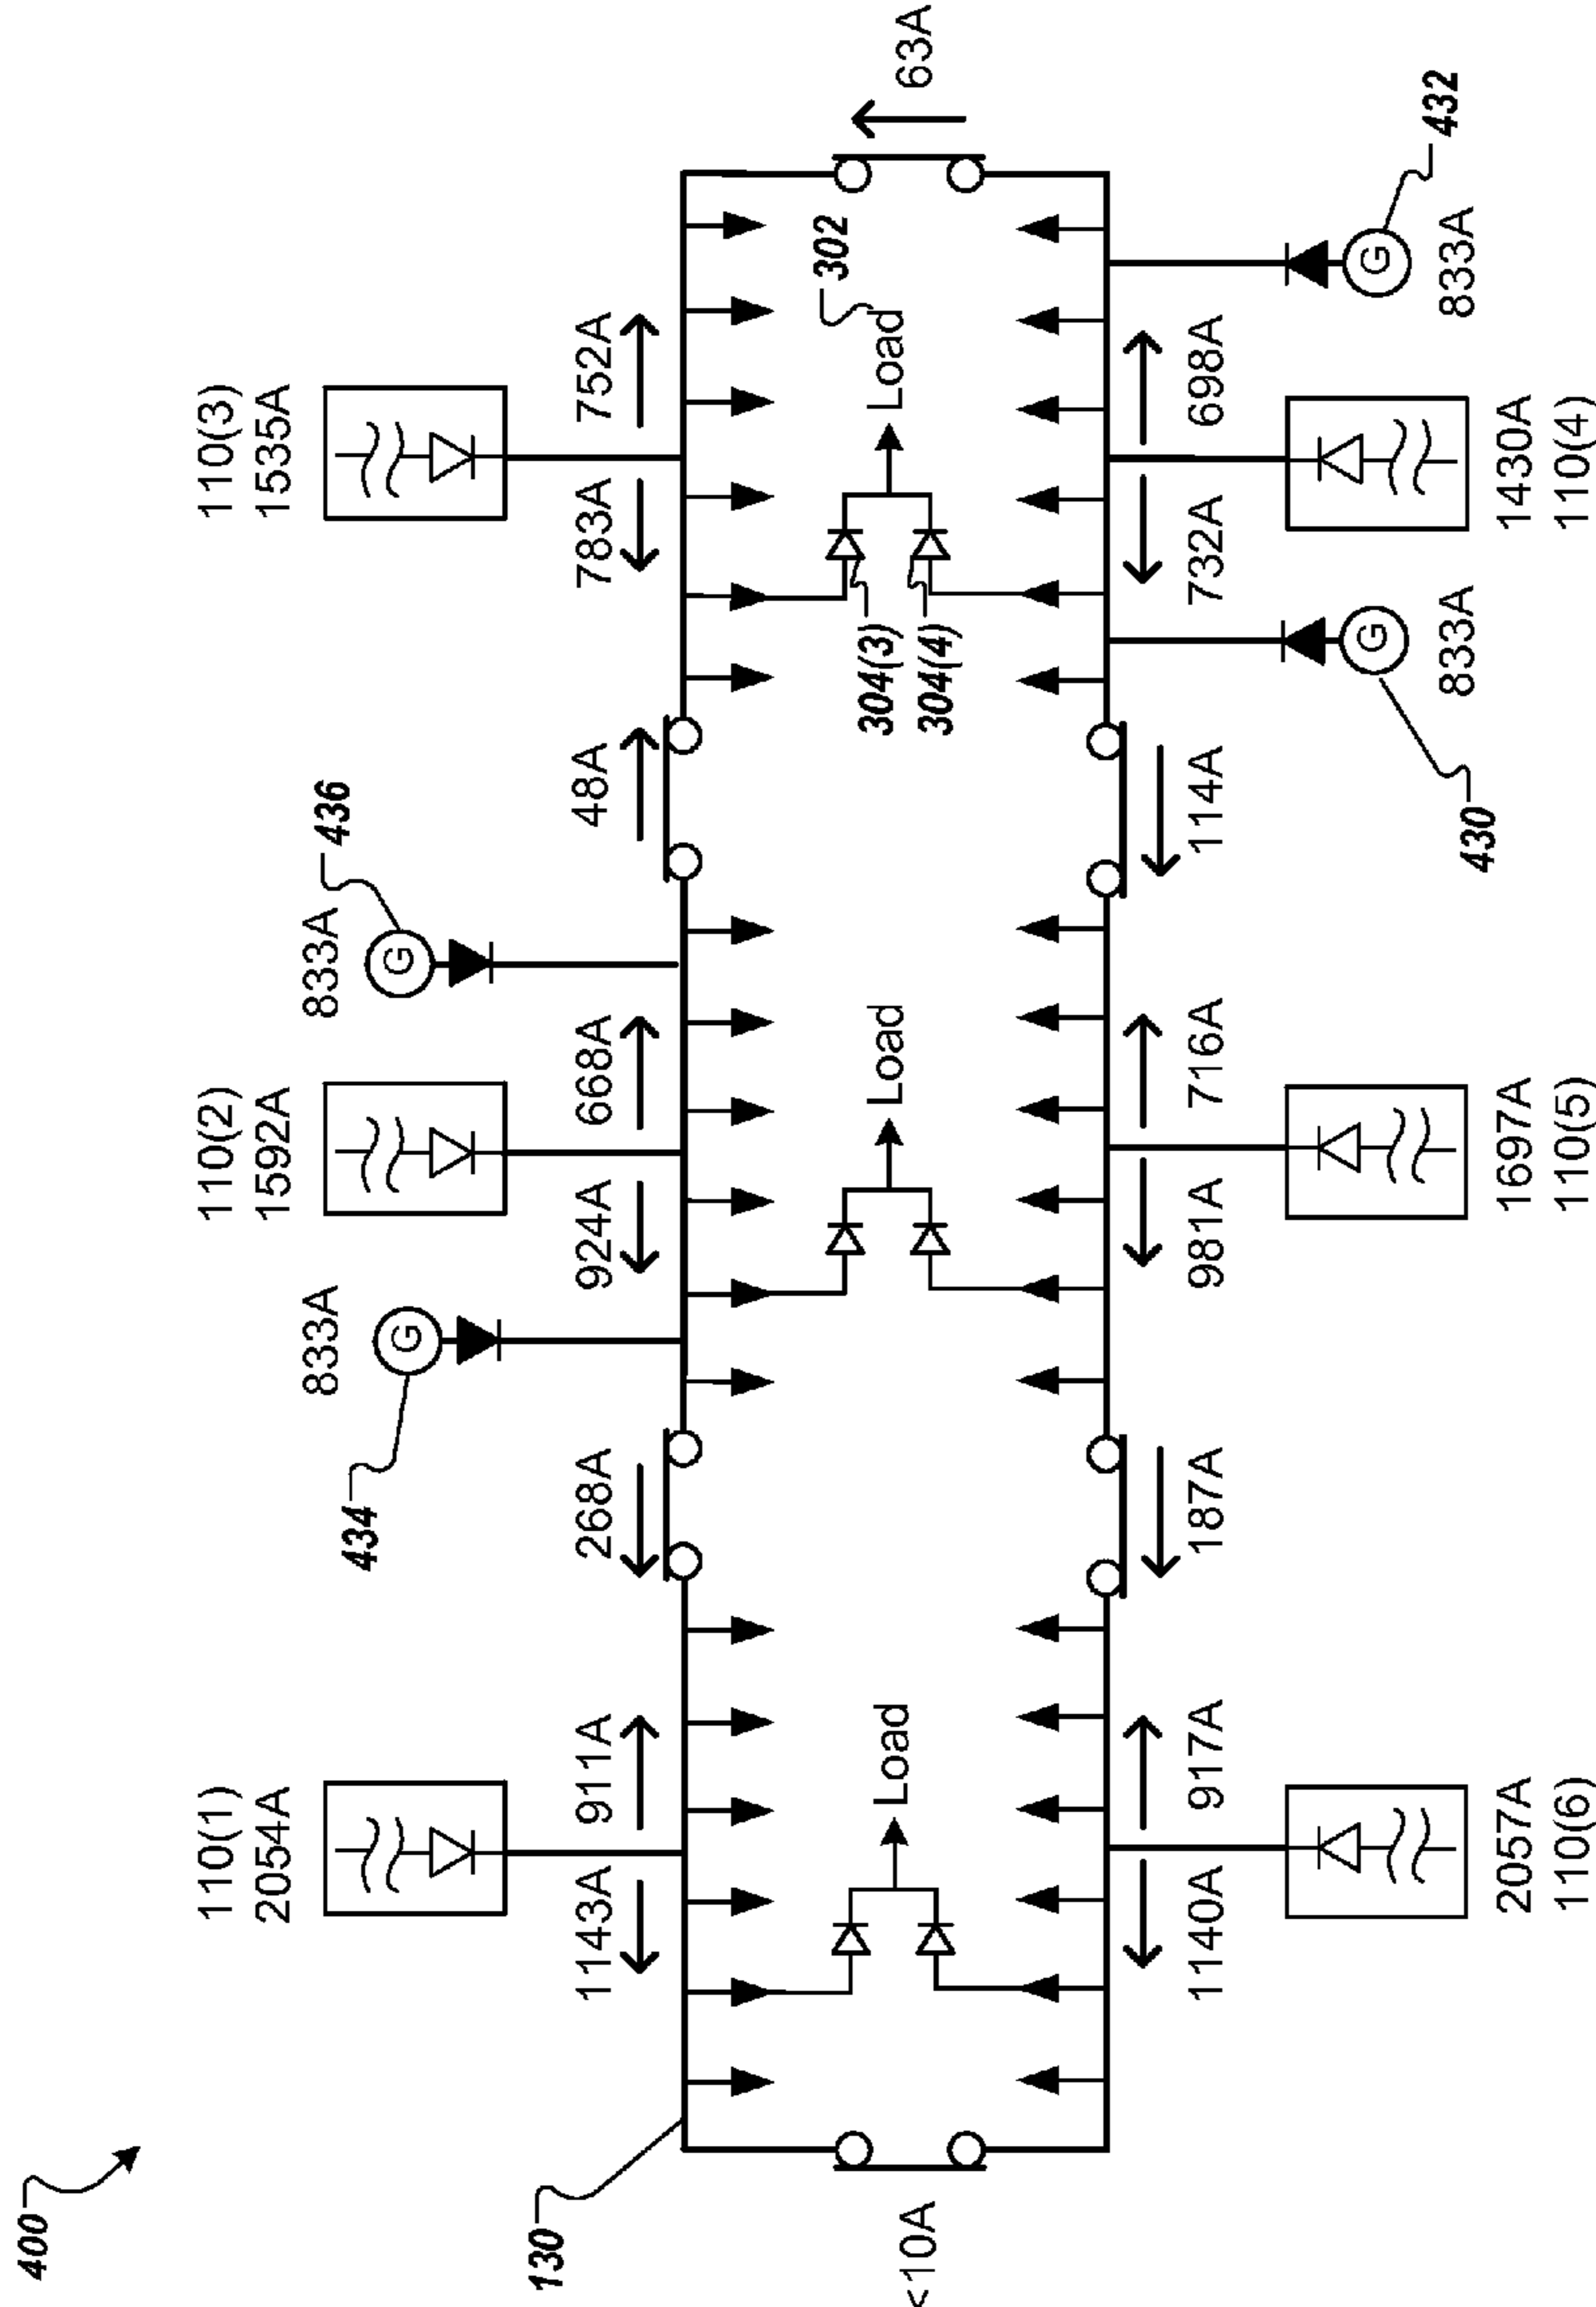 400
130
110(1)
2054A
110(2)
1592A
110(3)
1535A
434
833A
833A
436
1143A
911A
268A
924A
668A
48A
783A
752A
G
G
<10A
Load
Load
Load
302
304(3)
304(4)
63A
1140A
917A
187A
981A
716A
114A
732A
698A
G
G
430
833A
833A
432
2057A
110(6)
1697A
110(5)
1430A
110(4)